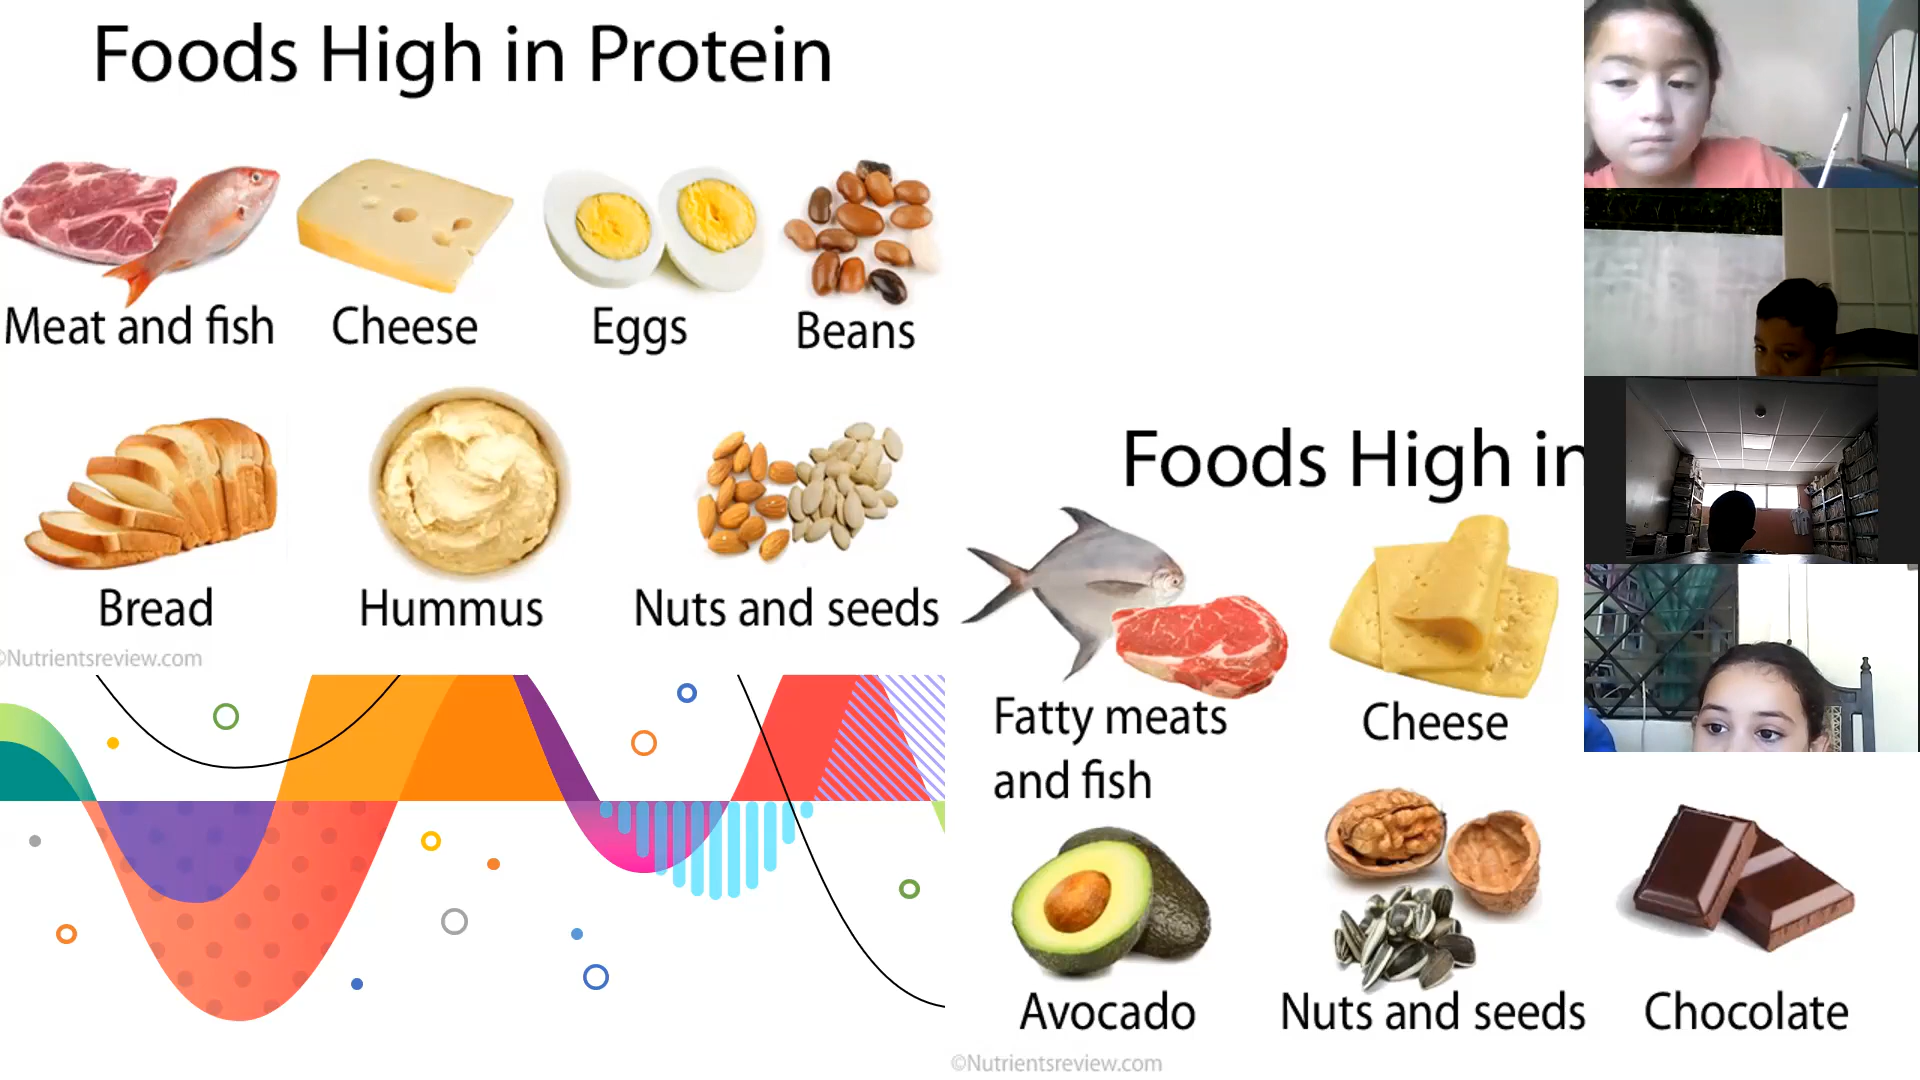 Foods High in Protein
Meat and fish
Cheese
Eggs
Beans
Bread
Hummus
Nuts and seeds
©Nutrientsreview.com
Foods High in
Fatty meats
and fish
Cheese
Avocado
Nuts and seeds
Chocolate
©Nutrientsreview.com